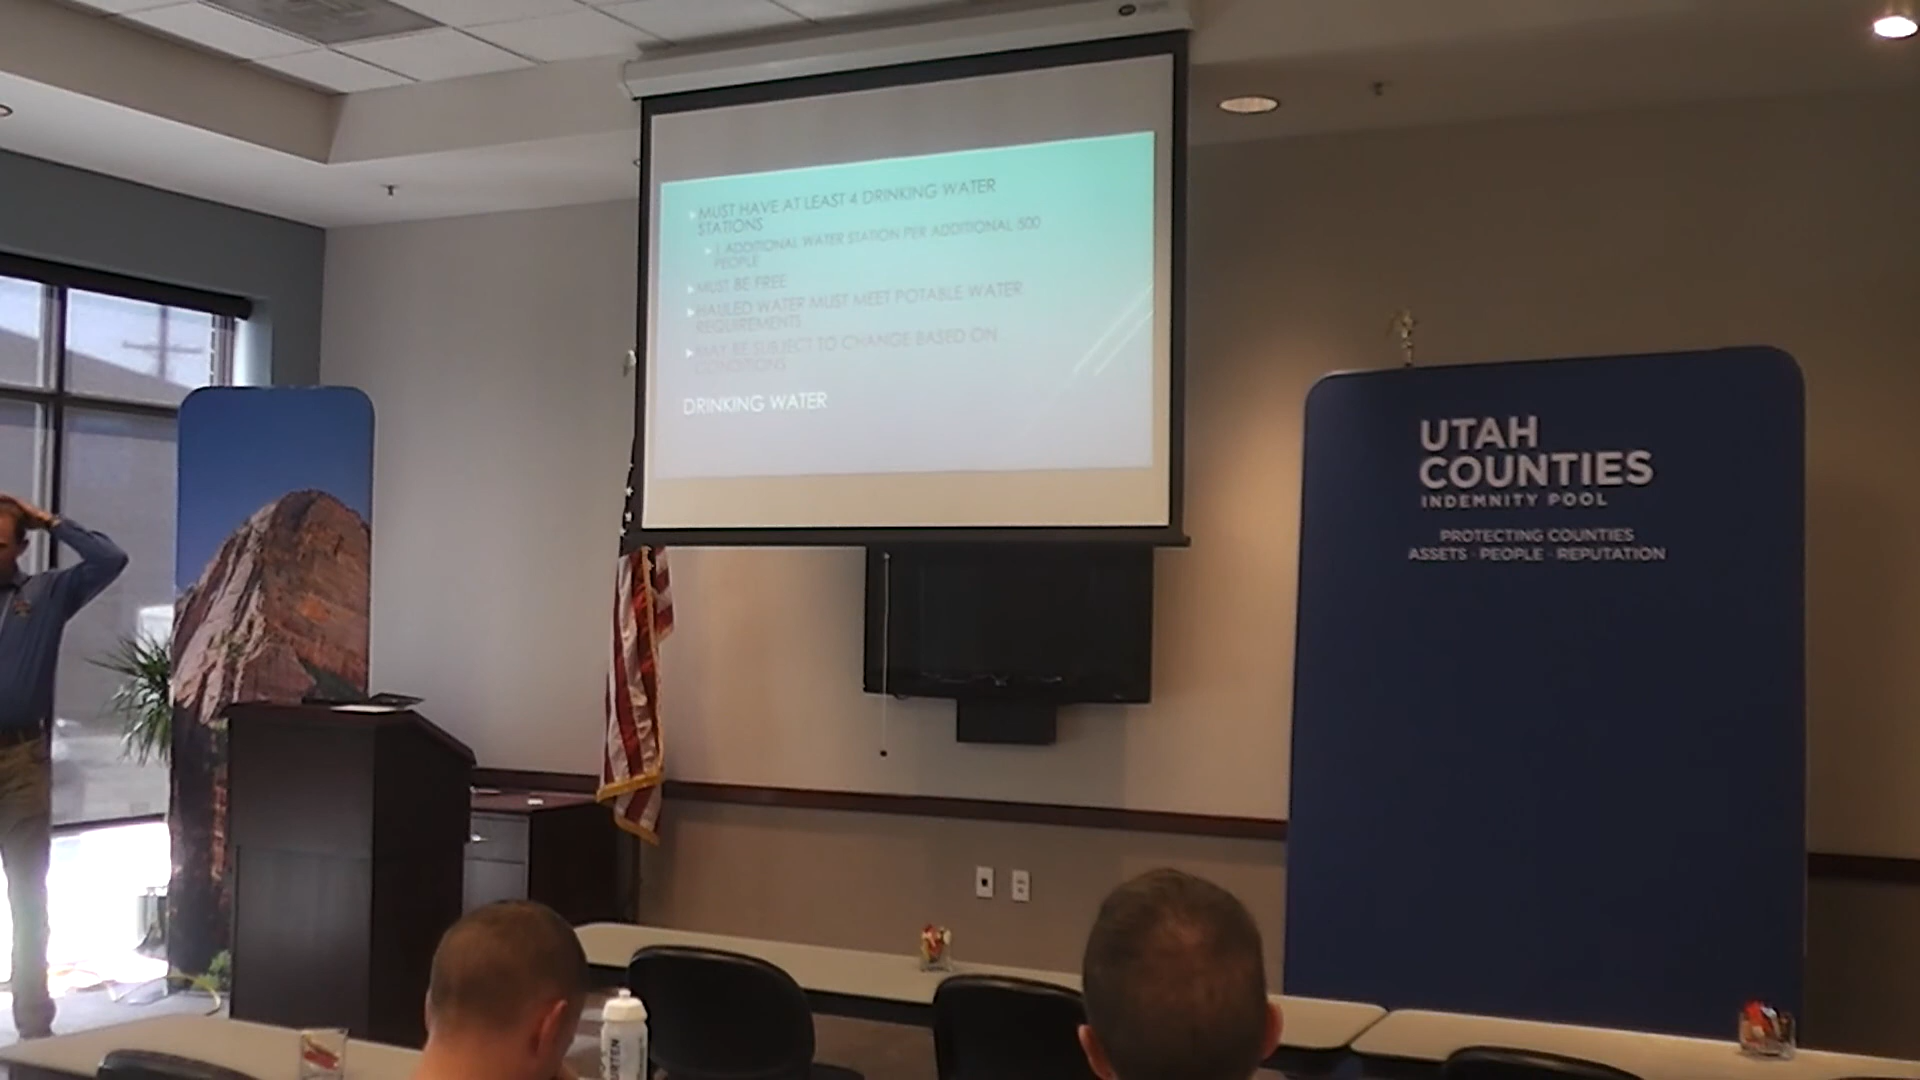 MUST HAVE AT LEAST 4 DRINKING WATER
STATIONS
1 ADDITIONAL WATER STATION PER ADDITIONAL 500
PEOPLE
MUST BE FREE
HAULED WATER MUST MEET POTABLE WATER
REQUIREMENTS
MAY BE SUBJECT TO CHANGE BASED ON
CONDITIONS
DRINKING WATER
UTAH
COUNTIES
INDEMNITY POOL
PROTECTING COUNTIES
ASSETS · PEOPLE · REPUTATION